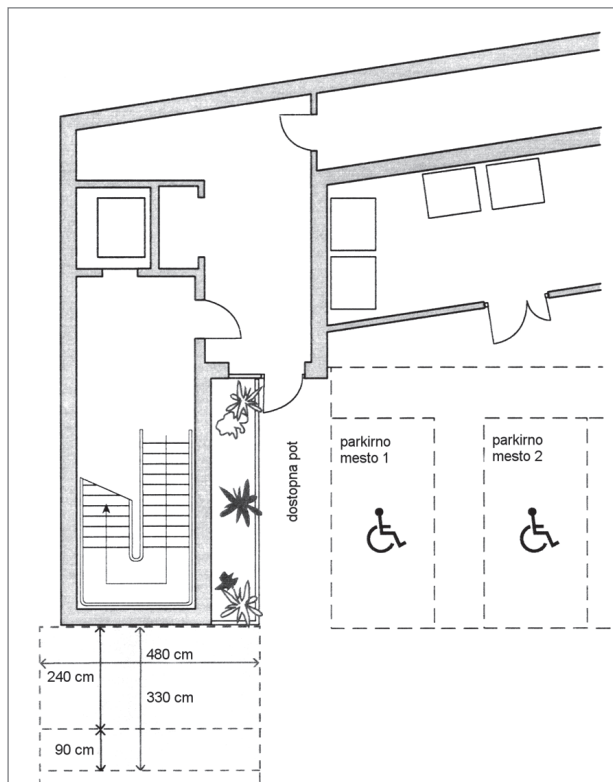 parkirno
mesto 1
parkirno
mesto 2
dostopna pot
480 cm
240 cm
330 cm
90 cm